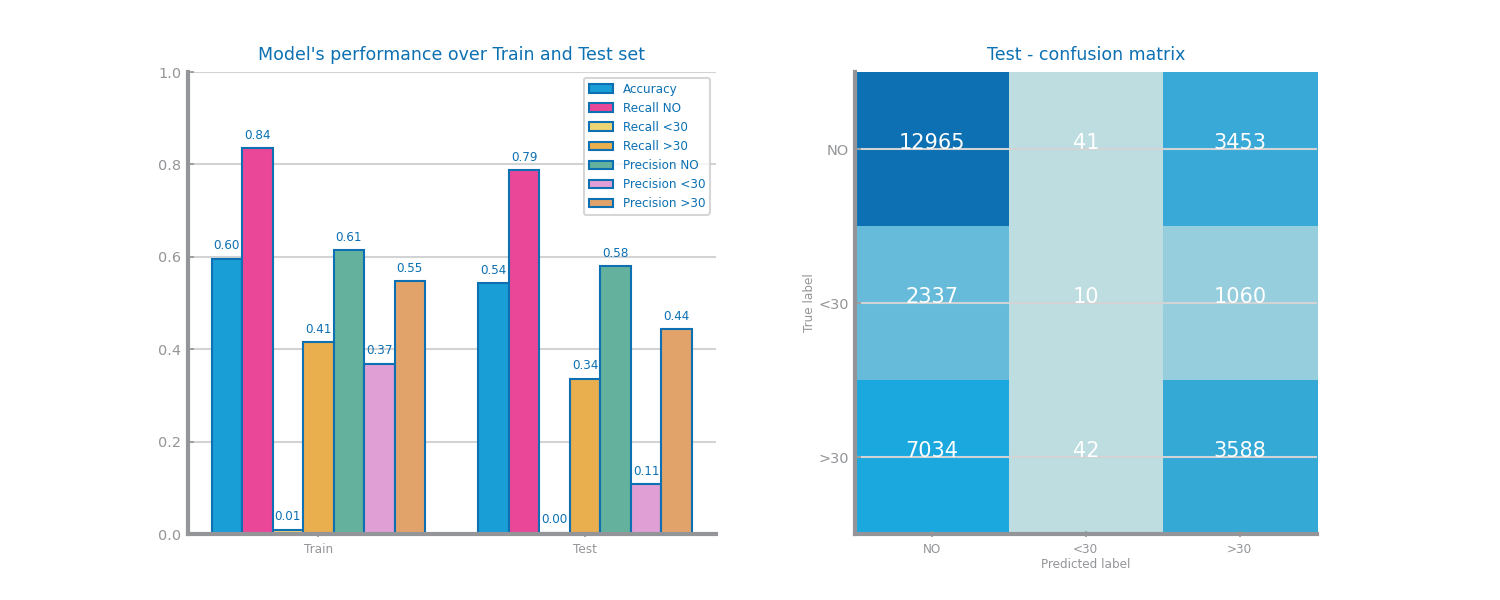 Model's performance over Train and Test set
1.0
0.8
0.6
0.4
0.2
0.0
0.60
0.84
0.01
0.41
0.61
0.37
0.55
0.54
0.79
0.00
0.34
0.58
0.11
0.44
Accuracy
Recall NO
Recall <30
Recall >30
Precision NO
Precision <30
Precision >30
Train
Test
Test - confusion matrix
True label
NO
12965
41
3453
<30
2337
10
1060
>30
7034
42
3588
NO
<30
>30
Predicted label